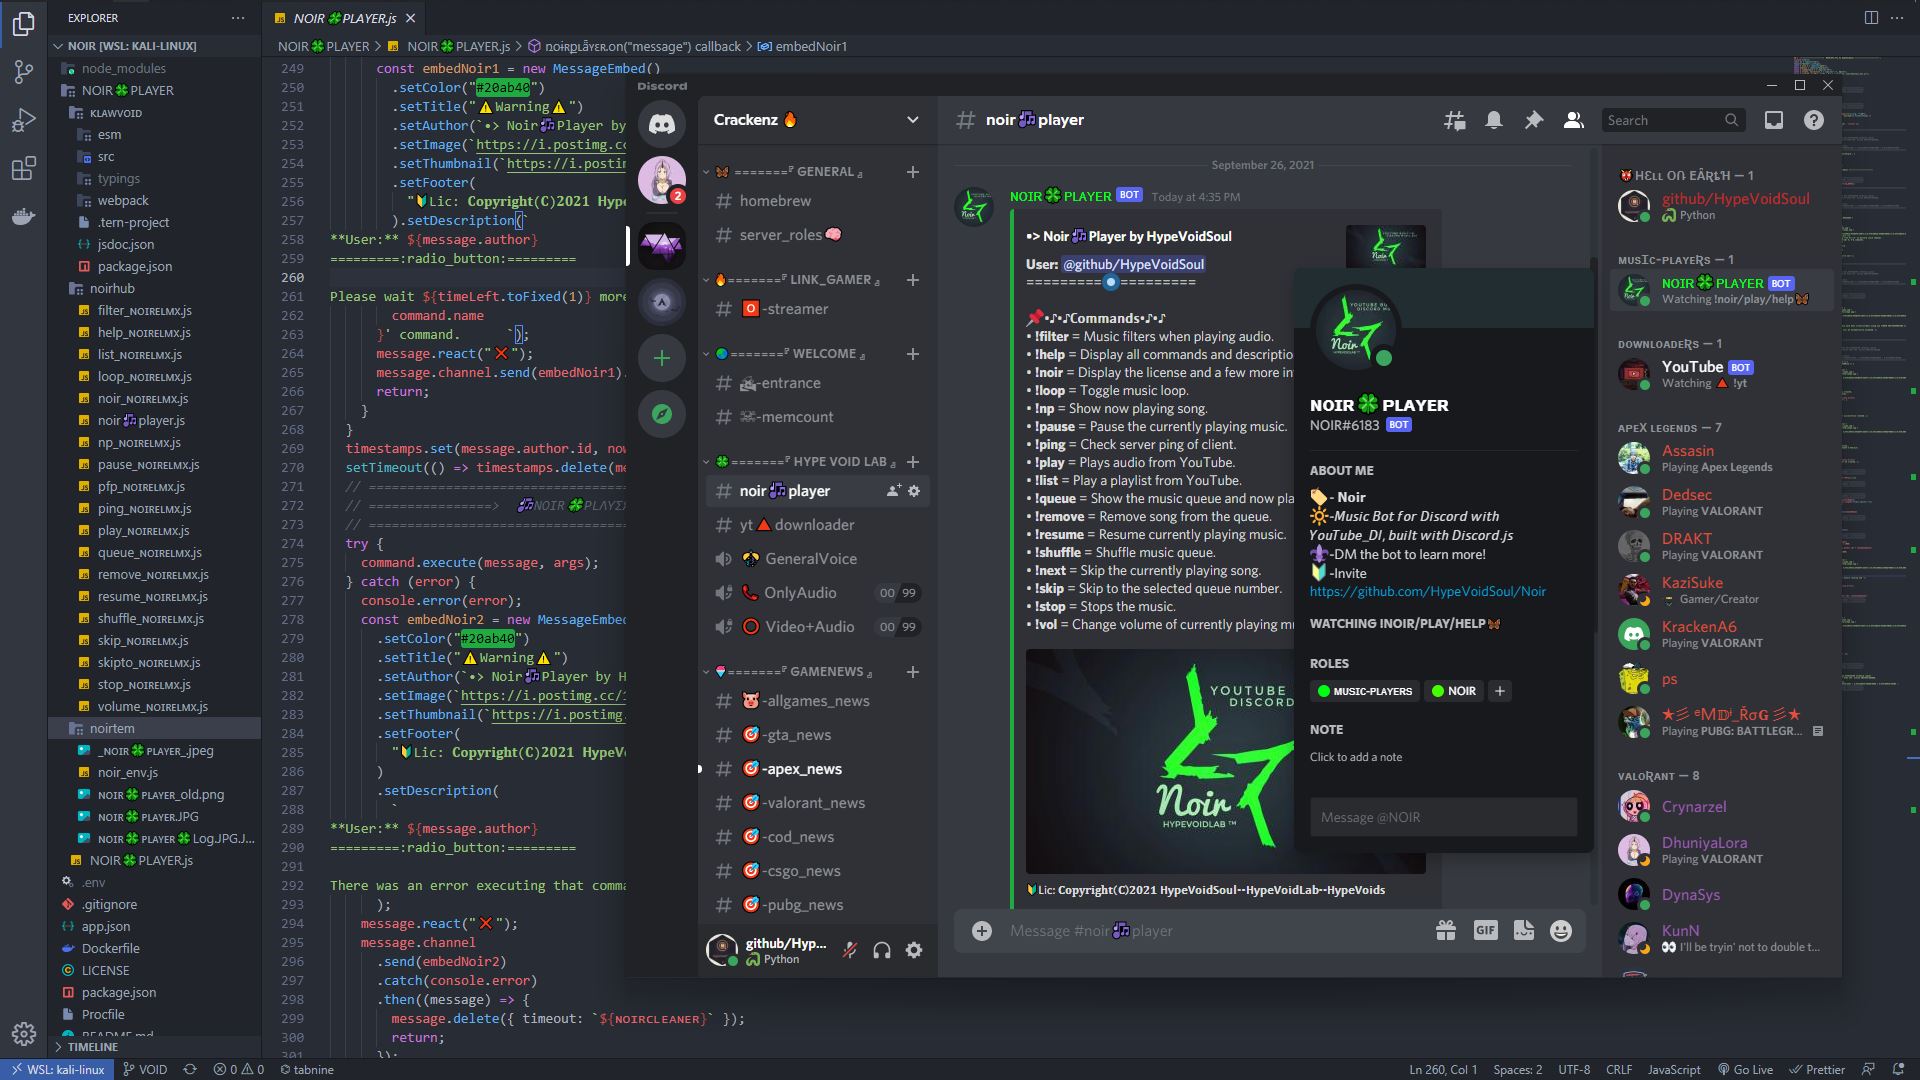 EXPLORER
NOIR [WSL: KALI-LINUX]
node_modules
NOIR🍀PLAYER
KLAWVOID
esm
src
typings
webpack
.tern-project
jsdoc.json
package.json
noirhub
filter_NOIRELMX.js
help_NOIRELMX.js
list_NOIRELMX.js
loop_NOIRELMX.js
noir_NOIRELMX.js
noir🎶player.js
np_NOIRELMX.js
pause_NOIRELMX.js
pfp_NOIRELMX.js
ping_NOIRELMX.js
play_NOIRELMX.js
queue_NOIRELMX.js
remove_NOIRELMX.js
resume_NOIRELMX.js
shuffle_NOIRELMX.js
skip_NOIRELMX.js
skipto_NOIRELMX.js
stop_NOIRELMX.js
volume_NOIRELMX.js
noirtem
_NOIR🍀PLAYER_.jpeg
noir_env.js
NOIR🍀PLAYER_old.png
NOIR🍀PLAYER.JPG
NOIR🍀PLAYER🍀Log.JPG.J...
NOIR🍀PLAYER.js
.env
.gitignore
app.json
Dockerfile
LICENSE
package.json
Procfile
README.md
TIMELINE
NOIR🍀PLAYER.js
NOIR🍀PLAYER > NOIR🍀PLAYER.js > noirplayer.on("message") callback > embedNoir1
249 const embedNoir1 = new MessageEmbed()
250 .setColor("#20ab40")
251 .setTitle("⚠️Warning⚠️")
252 .setAuthor(`•> Noir🎶Player by
253 .setImage(`https://i.postimg.cc
254 .setThumbnail(`https://i.postim
255 .setFooter(
256 "🔰Lic: Copyright(C)2021 Hype
257 ).setDescription(`
258 **User:** ${message.author}
259 =========:radio_button:=========
260
261 Please wait ${timeLeft.toFixed(1)} more
262 command.name
263 }' command. `);
264 message.react("❌");
265 message.channel.send(embedNoir1).
266 return;
267 }
268 }
269 timestamps.set(message.author.id, now
270 setTimeout(() => timestamps.delete(me
271 // ==================================
272 // ===============> 🎶NOIR🍀PLAYER
273 // ==================================
274 try {
275 command.execute(message, args);
276 } catch (error) {
277 console.error(error);
278 const embedNoir2 = new MessageEmbed
279 .setColor("#20ab40")
280 .setTitle("⚠️Warning⚠️")
281 .setAuthor(`•> Noir🎶Player by H
282 .setImage(`https://i.postimg.cc/
283 .setThumbnail(`https://i.postimg.
284 .setFooter(
285 "🔰Lic: Copyright(C)2021 HypeV
286 )
287 .setDescription(
288 `
289 **User:** ${message.author}
290 =========:radio_button:=========
291
292 There was an error executing that comma
293 );
294 message.react("❌");
295 message.channel
296 .send(embedNoir2)
297 .catch(console.error)
298 .then((message) => {
299 message.delete({ timeout: `${NOIRCLEANER}` });
300 return;
301 });
Discord
2
Crackenz 🔥
🦋=======『 GENERAL 』
homebrew
server_roles🧠
🔥=======『 LINK_GAMER 』
🅾️-streamer
🌏=======『 WELCOME 』
-entrance
-memcount
🍀=======『 HYPE VOID LAB 』
noir🎶player
yt🔺downloader
GeneralVoice
📞OnlyAudio 00 99
⭕Video+Audio 00 99
🍧=======『 GAMENEWS 』
🐷-allgames_news
🎯-gta_news
🎯-apex_news
🎯-valorant_news
🎯-cod_news
🎯-csgo_news
🎯-pubg_news
github/Hyp...
Python
noir🎶player
Search
September 26, 2021
NOIR🍀PLAYER BOT Today at 4:35 PM
•> Noir🎶Player by HypeVoidSoul
User: @github/HypeVoidSoul
=========🔘=========
📌•♪•♪Commands•♪•♪
• !filter = Music filters when playing audio.
• !help = Display all commands and descriptio
• !noir = Display the license and a few more in
• !loop = Toggle music loop.
• !np = Show now playing song.
• !pause = Pause the currently playing music.
• !ping = Check server ping of client.
• !play = Plays audio from YouTube.
• !list = Play a playlist from YouTube.
• !queue = Show the music queue and now pla
• !remove = Remove song from the queue.
• !resume = Resume currently playing music.
• !shuffle = Shuffle music queue.
• !next = Skip the currently playing song.
• !skip = Skip to the selected queue number.
• !stop = Stops the music.
• !vol = Change volume of currently playing m
YOUTUBE
DISCORD
Noir
HYPEVOIDLAB™
🔰Lic: Copyright(C)2021 HypeVoidSoul--HypeVoidLab--HypeVoids
Message #noir🎶player
GIF
Noir
NOIR🍀PLAYER
NOIR#6183 BOT
ABOUT ME
🏷️- Noir
🔆-Music Bot for Discord with
YouTube_Dl, built with Discord.js
⚜️-DM the bot to learn more!
🔰-Invite
https://github.com/HypeVoidSoul/Noir
WATCHING !NOIR/PLAY/HELP🦋
ROLES
MUSIC-PLAYERS
NOIR
NOTE
Click to add a note
Message @NOIR
HELL ON EARTH — 1
github/HypeVoidSoul
Python
MUSIC-PLAYERS — 1
NOIR🍀PLAYER BOT
Watching !noir/play/help🦋
DOWNLOADERS — 1
YouTube BOT
Watching 🔺 !yt
APEX LEGENDS — 7
Assasin
Playing Apex Legends
Dedsec
Playing VALORANT
DRAKT
Playing VALORANT
KaziSuke
Gamer/Creator
KrackenA6
Playing VALORANT
ps
Playing PUBG: BATTLEGR...
VALORANT — 8
Crynarzel
DhuniyaLora
Playing VALORANT
DynaSys
KunN
👀 I'll be tryin' not to double t...
WSL: kali-linux
VOID
0 0
tabnine
Ln 260, Col 1
Spaces: 2
UTF-8
CRLF
JavaScript
Go Live
Prettier